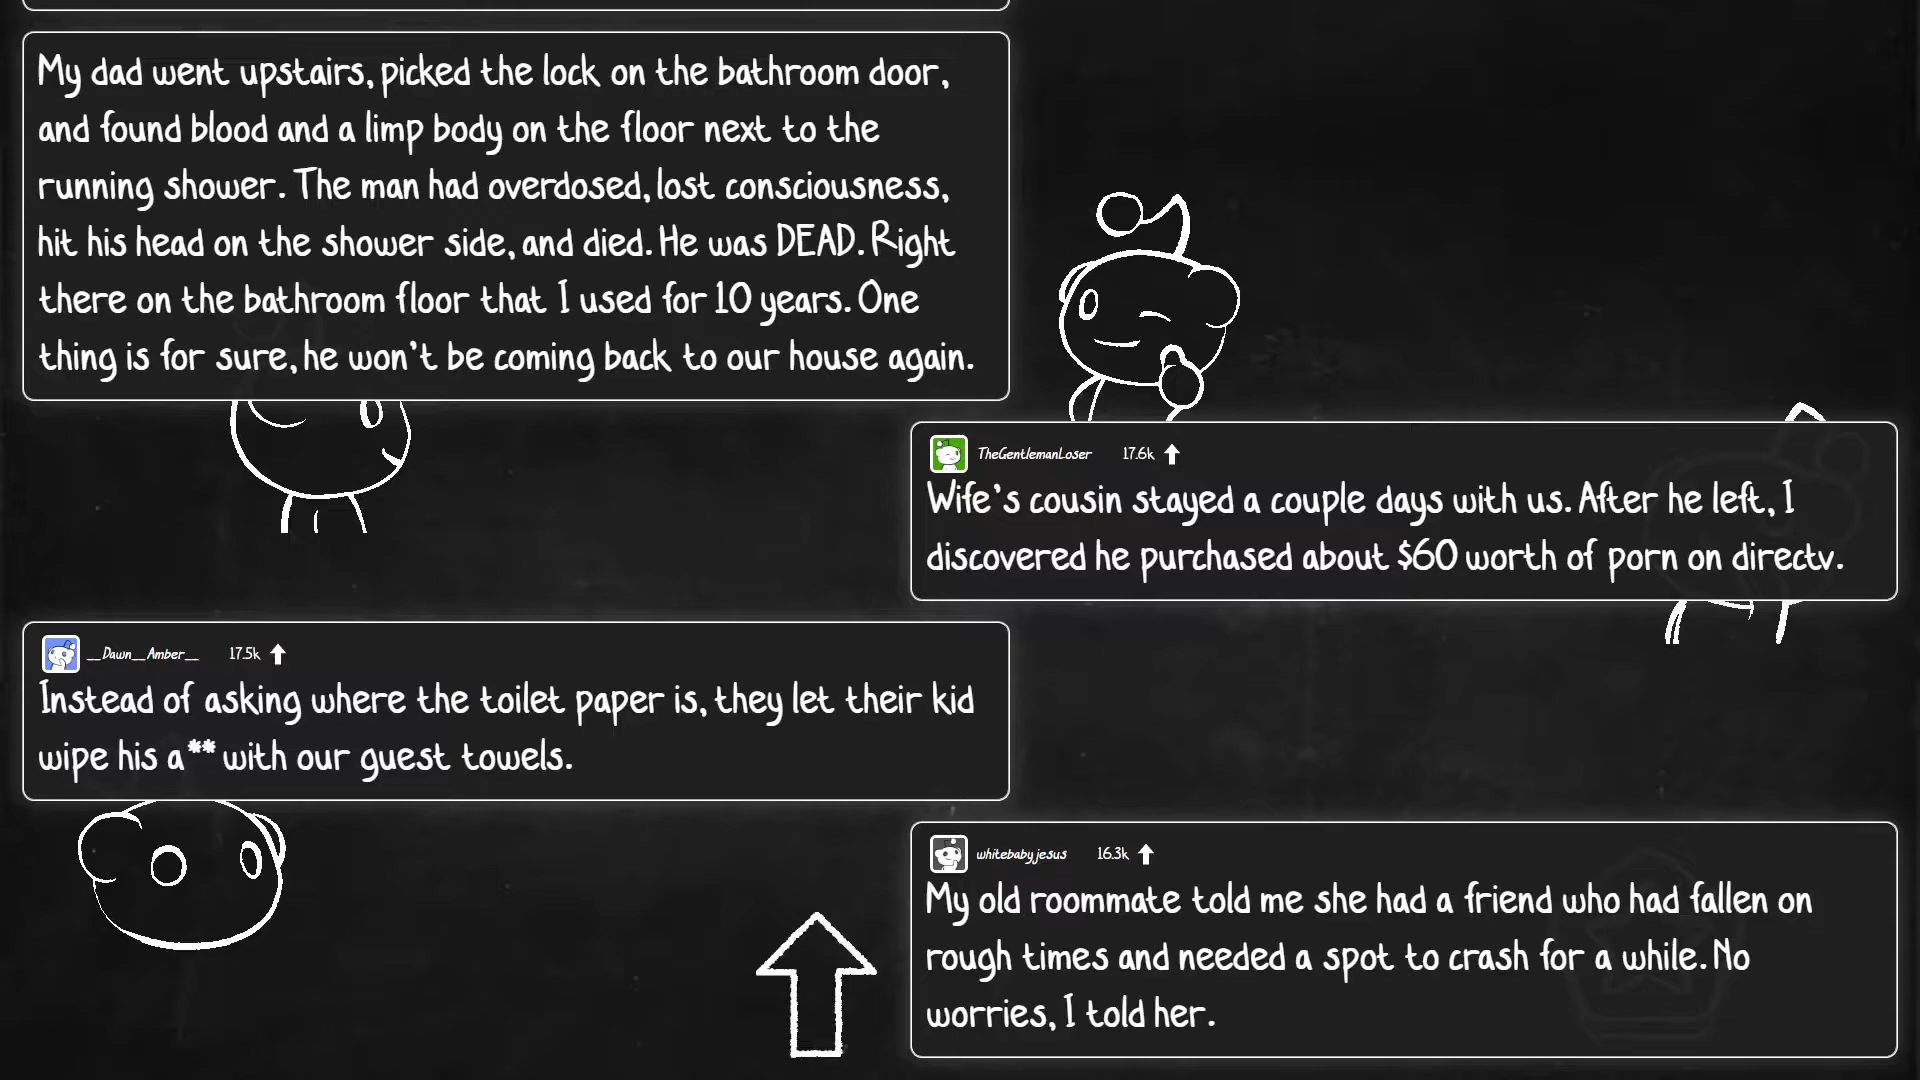 My dad went upstairs, picked the lock on the bathroom door,
and found blood and a limp body on the floor next to the
running shower. The man had overdosed, lost consciousness,
hit his head on the shower side, and died. He was DEAD. Right
there on the bathroom floor that I used for 10 years. One
thing is for sure, he won't be coming back to our house again.
TheGentlemanLoser 17.6k
Wife's cousin stayed a couple days with us. After he left, I
discovered he purchased about $60 worth of porn on directv.
__Dawn__Amber__ 17.5k
Instead of asking where the toilet paper is, they let their kid
wipe his a** with our guest towels.
whitebabyjesus 16.3k
My old roommate told me she had a friend who had fallen on
rough times and needed a spot to crash for a while. No
worries, I told her.